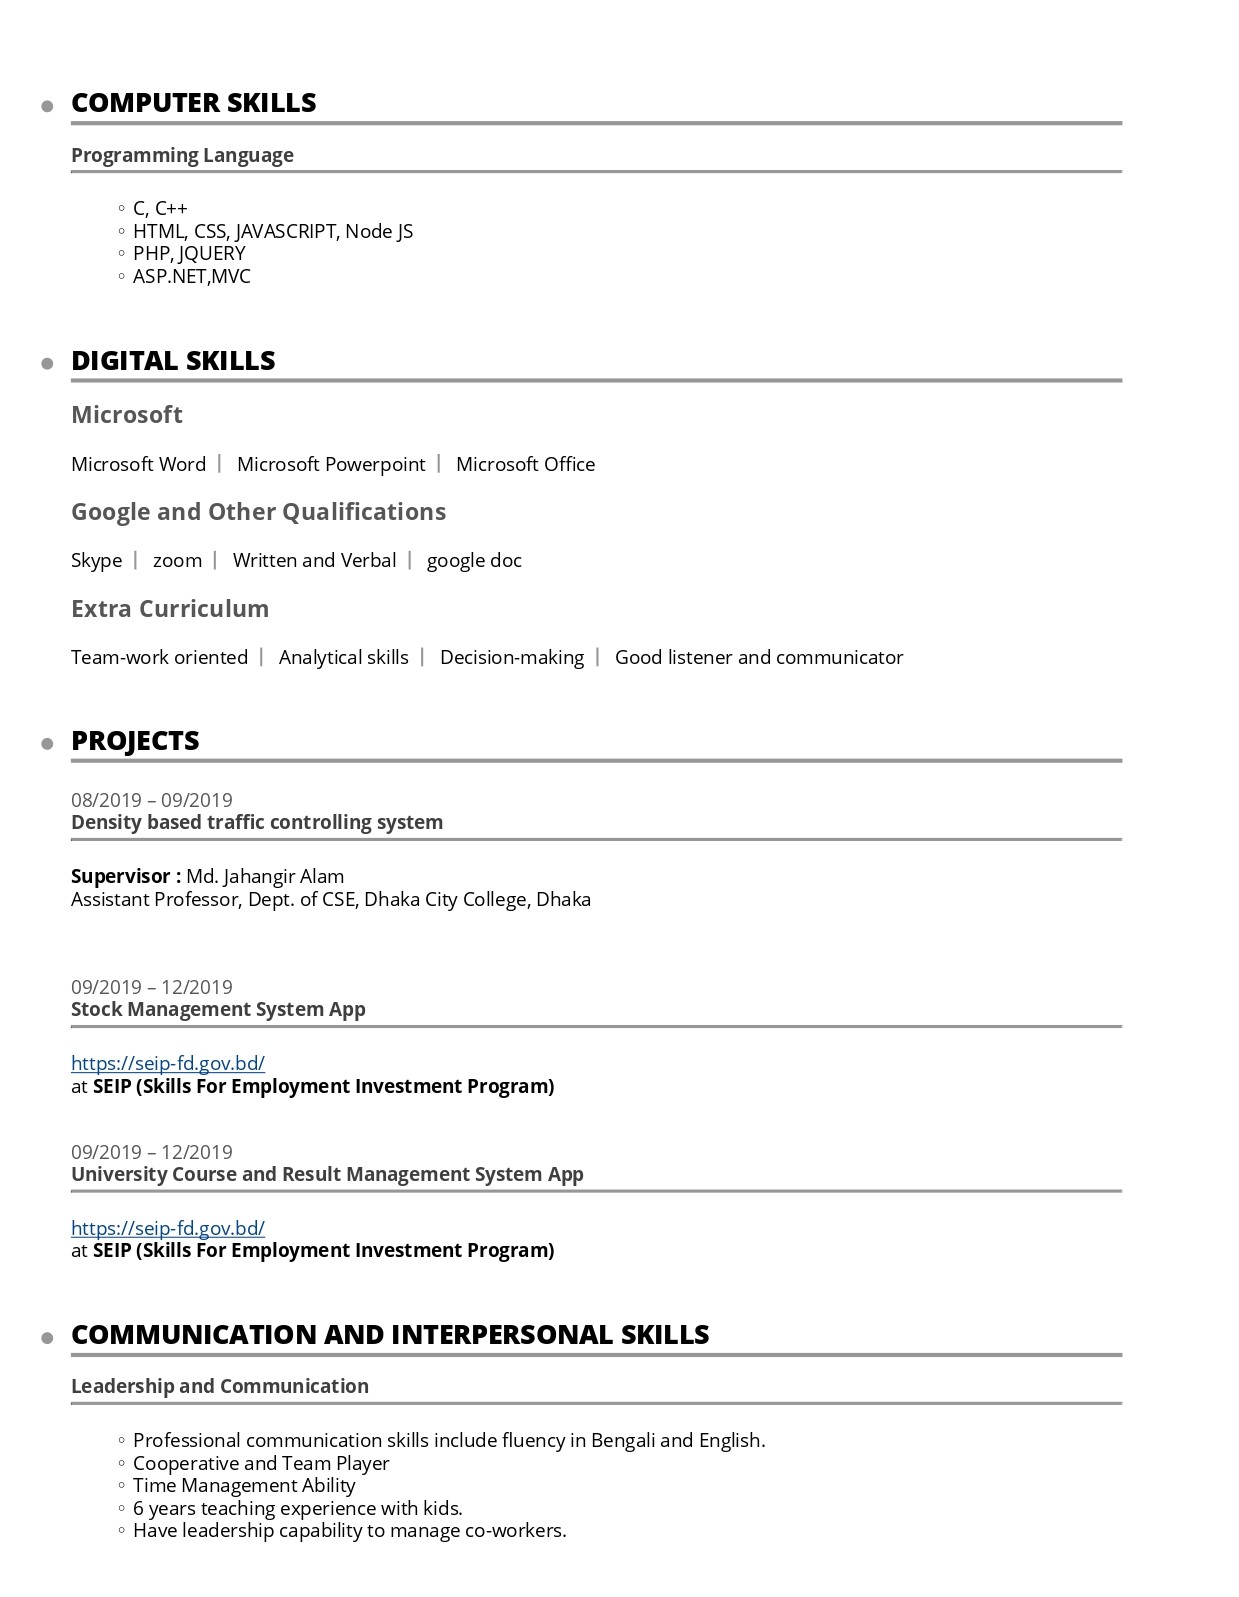 COMPUTER SKILLS
Programming Language
C, C++
HTML, CSS, JAVASCRIPT, Node JS
PHP, JQUERY
ASP.NET,MVC
DIGITAL SKILLS
Microsoft
Microsoft Word | Microsoft Powerpoint | Microsoft Office
Google and Other Qualifications
Skype | zoom | Written and Verbal | google doc
Extra Curriculum
Team-work oriented | Analytical skills | Decision-making | Good listener and communicator
PROJECTS
08/2019 – 09/2019
Density based traffic controlling system
Supervisor : Md. Jahangir Alam
Assistant Professor, Dept. of CSE, Dhaka City College, Dhaka
09/2019 – 12/2019
Stock Management System App
https://seip-fd.gov.bd/
at SEIP (Skills For Employment Investment Program)
09/2019 – 12/2019
University Course and Result Management System App
https://seip-fd.gov.bd/
at SEIP (Skills For Employment Investment Program)
COMMUNICATION AND INTERPERSONAL SKILLS
Leadership and Communication
Professional communication skills include fluency in Bengali and English.
Cooperative and Team Player
Time Management Ability
6 years teaching experience with kids.
Have leadership capability to manage co-workers.